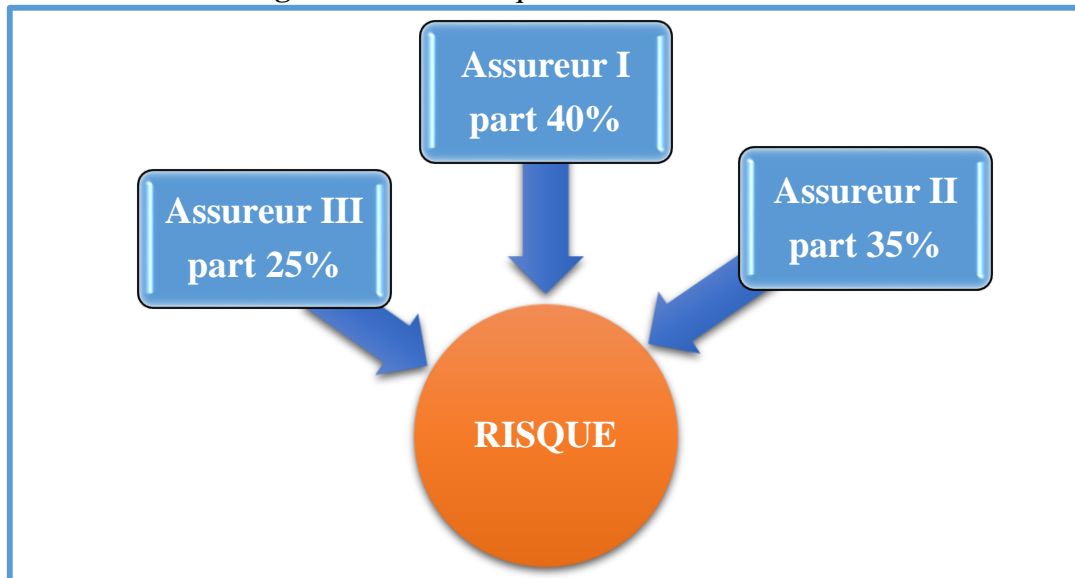 Assureur I
part 40%
Assureur III
part 25%
Assureur II
part 35%
RISQUE